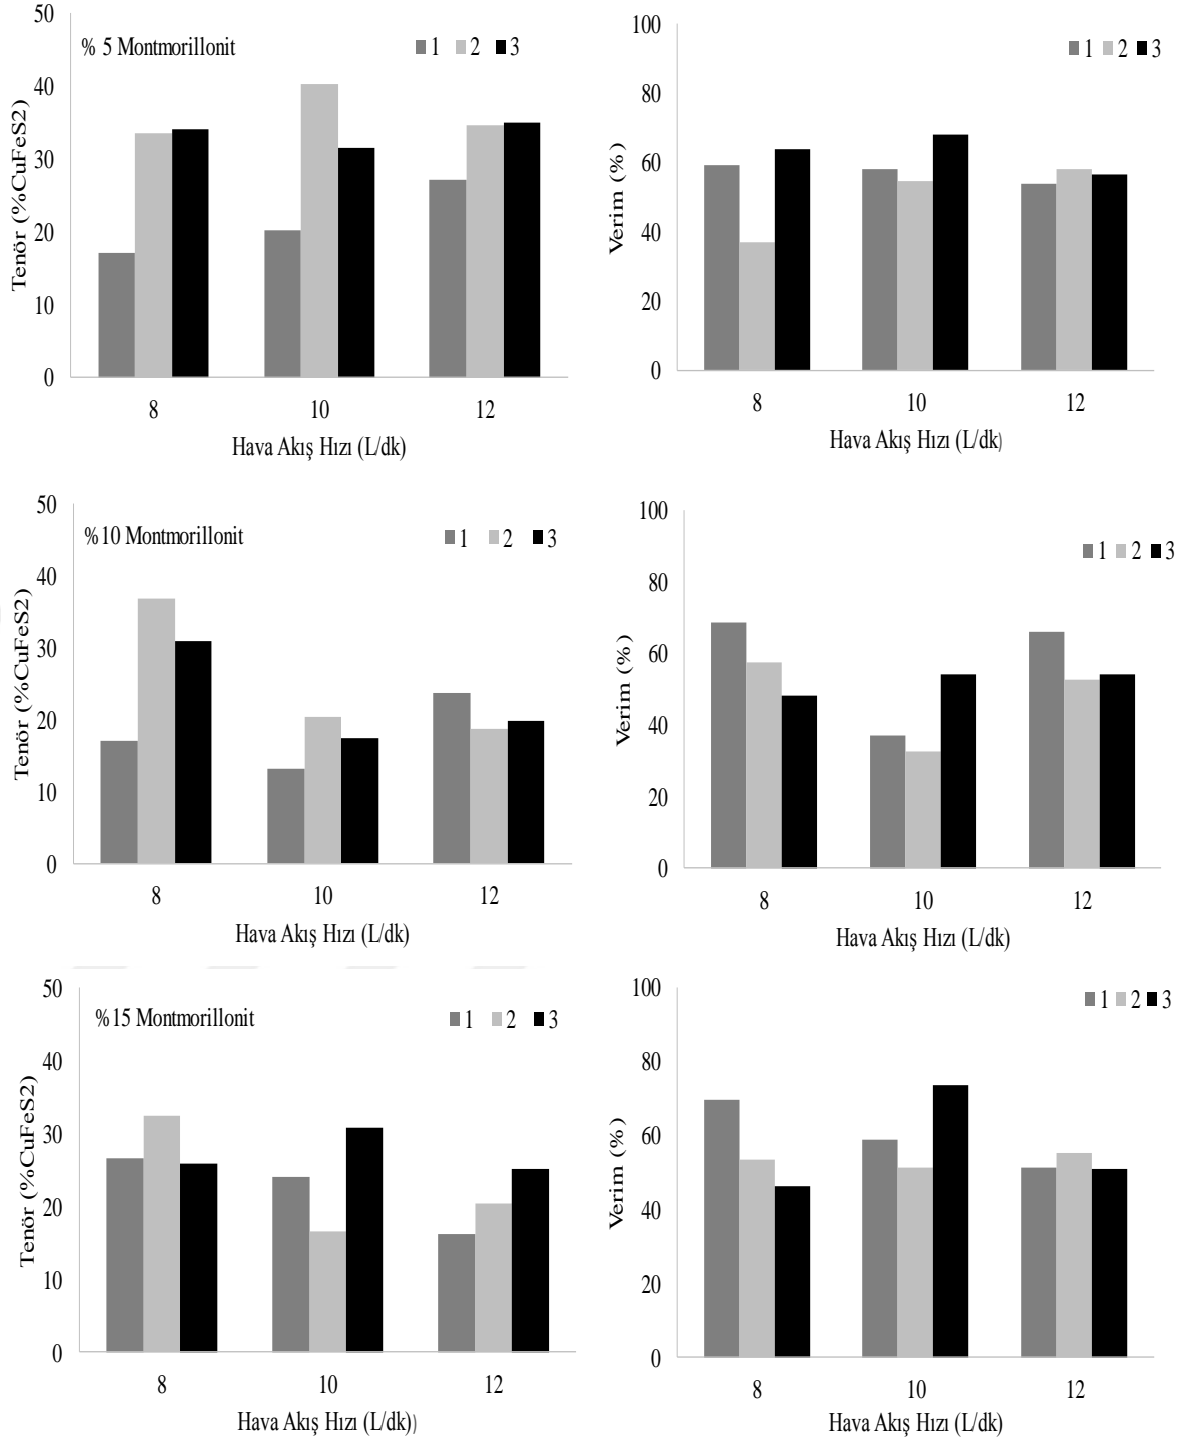 % 5 Montmorillonit
1 2 3
50
40
30
20
10
0
Tenör (%CuFeS2)
8 10 12
Hava Akış Hızı (L/dk)
1 2 3
100
80
60
40
20
0
Verim (%)
8 10 12
Hava Akış Hızı (L/dk)
%10 Montmorillonit
1 2 3
50
40
30
20
10
0
Tenör (%CuFeS2)
8 10 12
Hava Akış Hızı (L/dk)
1 2 3
100
80
60
40
20
0
Verim (%)
8 10 12
Hava Akış Hızı (L/dk)
%15 Montmorillonit
1 2 3
50
40
30
20
10
0
Tenör (%CuFeS2)
8 10 12
Hava Akış Hızı (L/dk))
1 2 3
100
80
60
40
20
0
Verim (%)
8 10 12
Hava Akış Hızı (L/dk)